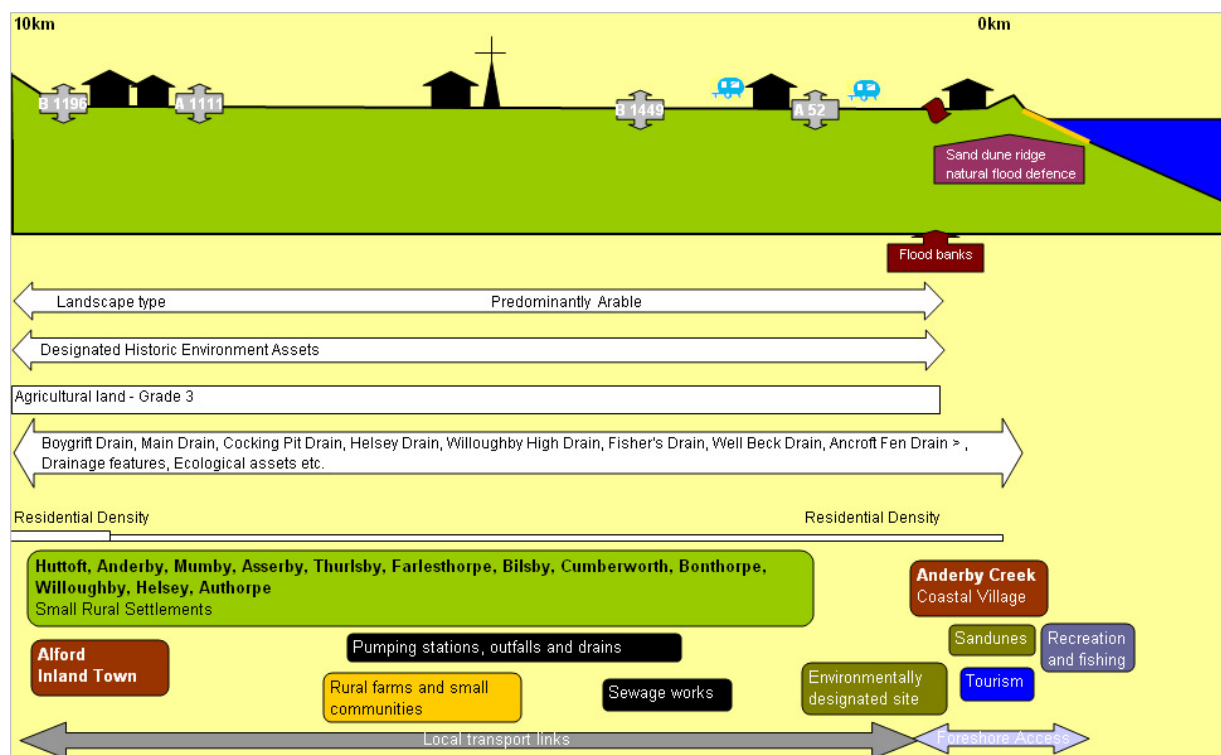 10km
0km
B 1196
A 1111
B 1449
A 52
Sand dune ridge
natural flood defence
Flood banks
Landscape type
Predominantly Arable
Designated Historic Environment Assets
Agricultural land - Grade 3
Boygrift Drain, Main Drain, Cocking Pit Drain, Helsey Drain, Willoughby High Drain, Fisher's Drain, Well Beck Drain, Ancroft Fen Drain > ,
Drainage features, Ecological assets etc.
Residential Density
Residential Density
Huttoft, Anderby, Mumby, Asserby, Thurlsby, Farlesthorpe, Bilsby, Cumberworth, Bonthorpe,
Willoughby, Helsey, Authorpe
Small Rural Settlements
Anderby Creek
Coastal Village
Alford
Inland Town
Pumping stations, outfalls and drains
Sandunes
Recreation
and fishing
Rural farms and small
communities
Sewage works
Environmentally
designated site
Tourism
Local transport links
Foreshore Access